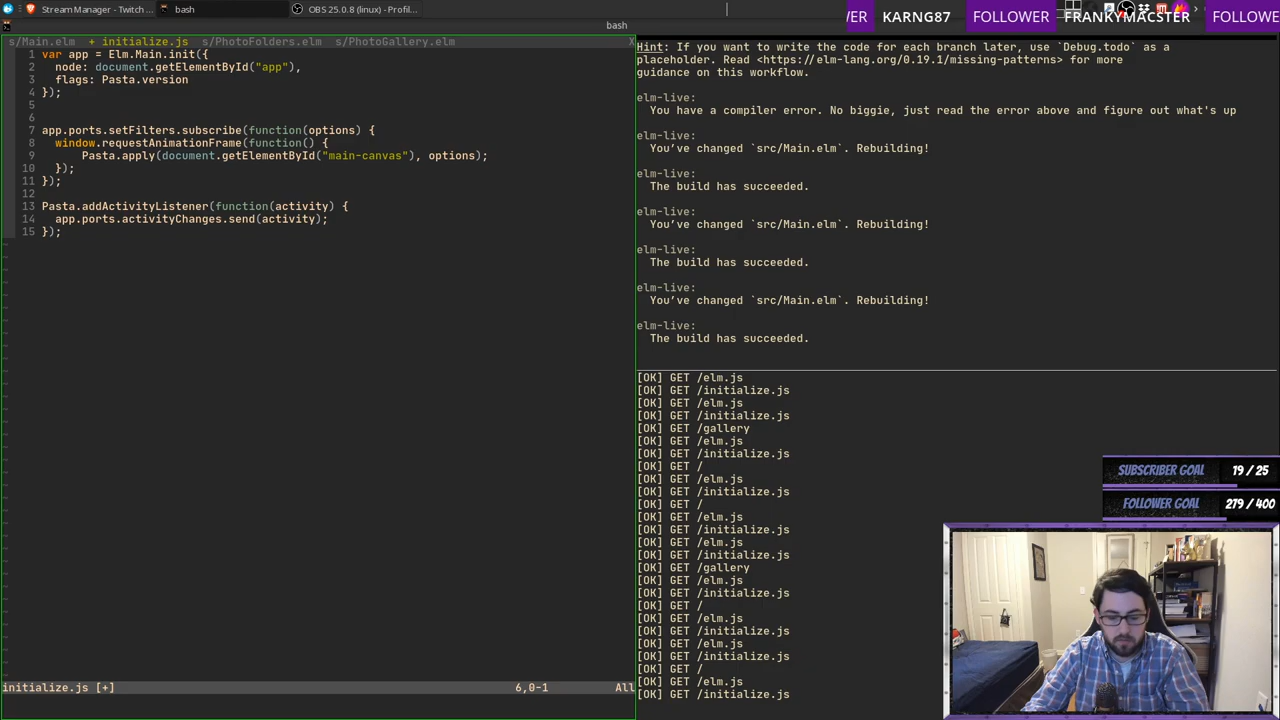 Stream Manager - Twitch ...
bash
OBS 25.0.8 (linux) - Profil...
WER
KARNG87
FOLLOWER
FRANKYMACSTER
FOLLOWE
bash
s/Main.elm + initialize.js s/PhotoFolders.elm s/PhotoGallery.elm X
1 var app = Elm.Main.init({
2 node: document.getElementById("app"),
3 flags: Pasta.version
4 });
5
6
7 app.ports.setFilters.subscribe(function(options) {
8 window.requestAnimationFrame(function() {
9 Pasta.apply(document.getElementById("main-canvas"), options);
10 });
11 });
12
13 Pasta.addActivityListener(function(activity) {
14 app.ports.activityChanges.send(activity);
15 });
initialize.js [+] 6,0-1 All
Hint: If you want to write the code for each branch later, use `Debug.todo` as a
placeholder. Read <https://elm-lang.org/0.19.1/missing-patterns> for more
guidance on this workflow.
elm-live:
You have a compiler error. No biggie, just read the error above and figure out what's up
elm-live:
You've changed `src/Main.elm`. Rebuilding!
elm-live:
The build has succeeded.
elm-live:
You've changed `src/Main.elm`. Rebuilding!
elm-live:
The build has succeeded.
elm-live:
You've changed `src/Main.elm`. Rebuilding!
elm-live:
The build has succeeded.
[OK] GET /elm.js
[OK] GET /initialize.js
[OK] GET /elm.js
[OK] GET /initialize.js
[OK] GET /gallery
[OK] GET /elm.js
[OK] GET /initialize.js
[OK] GET /
[OK] GET /elm.js
[OK] GET /initialize.js
[OK] GET /
[OK] GET /elm.js
[OK] GET /initialize.js
[OK] GET /elm.js
[OK] GET /initialize.js
[OK] GET /gallery
[OK] GET /elm.js
[OK] GET /initialize.js
[OK] GET /
[OK] GET /elm.js
[OK] GET /initialize.js
[OK] GET /elm.js
[OK] GET /initialize.js
[OK] GET /
[OK] GET /elm.js
[OK] GET /initialize.js
SUBSCRIBER GOAL 19 / 25
FOLLOWER GOAL 279 / 400